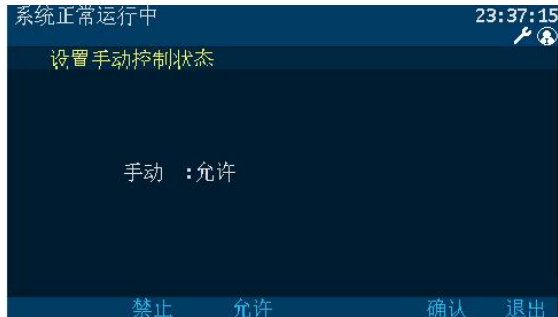 系统正常运行中 23:37:15
设置手动控制状态
手动 :允许
禁止 允许 确认 退出